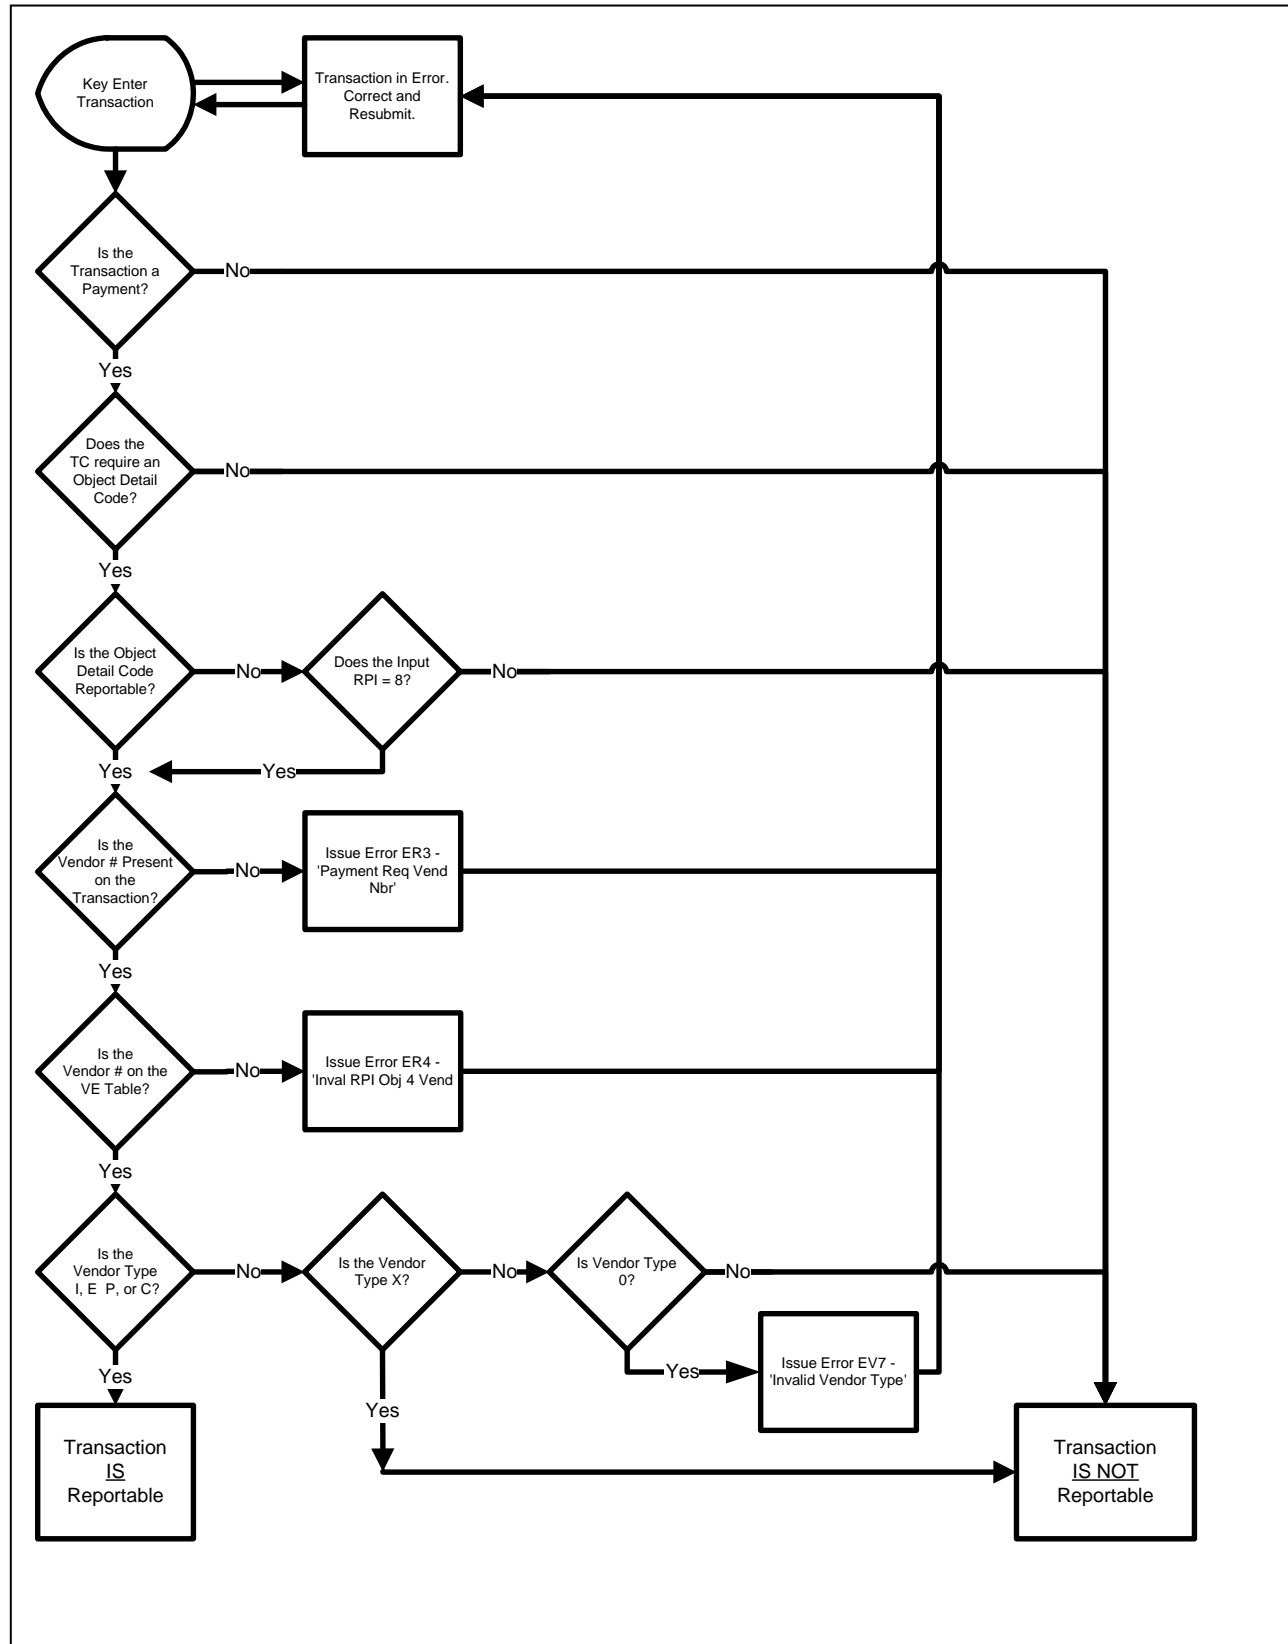 Key Enter
Transaction
Transaction in Error.
Correct and
Resubmit.
Is the
Transaction a
Payment?
No
Yes
Does the
TC require an
Object Detail
Code?
No
Yes
Is the Object
Detail Code
Reportable?
No
Does the Input
RPI = 8?
No
Yes
Yes
Is the
Vendor # Present
on the
Transaction?
No
Issue Error ER3 -
'Payment Req Vend
Nbr'
Yes
Is the
Vendor # on the
VE Table?
No
Issue Error ER4 -
'Inval RPI Obj 4 Vend
Yes
Is the
Vendor Type
I, E P, or C?
No
Is the Vendor
Type X?
No
Is Vendor Type
0?
No
Yes
Yes
Yes
Issue Error EV7 -
'Invalid Vendor Type'
Transaction
IS
Reportable
Transaction
IS NOT
Reportable